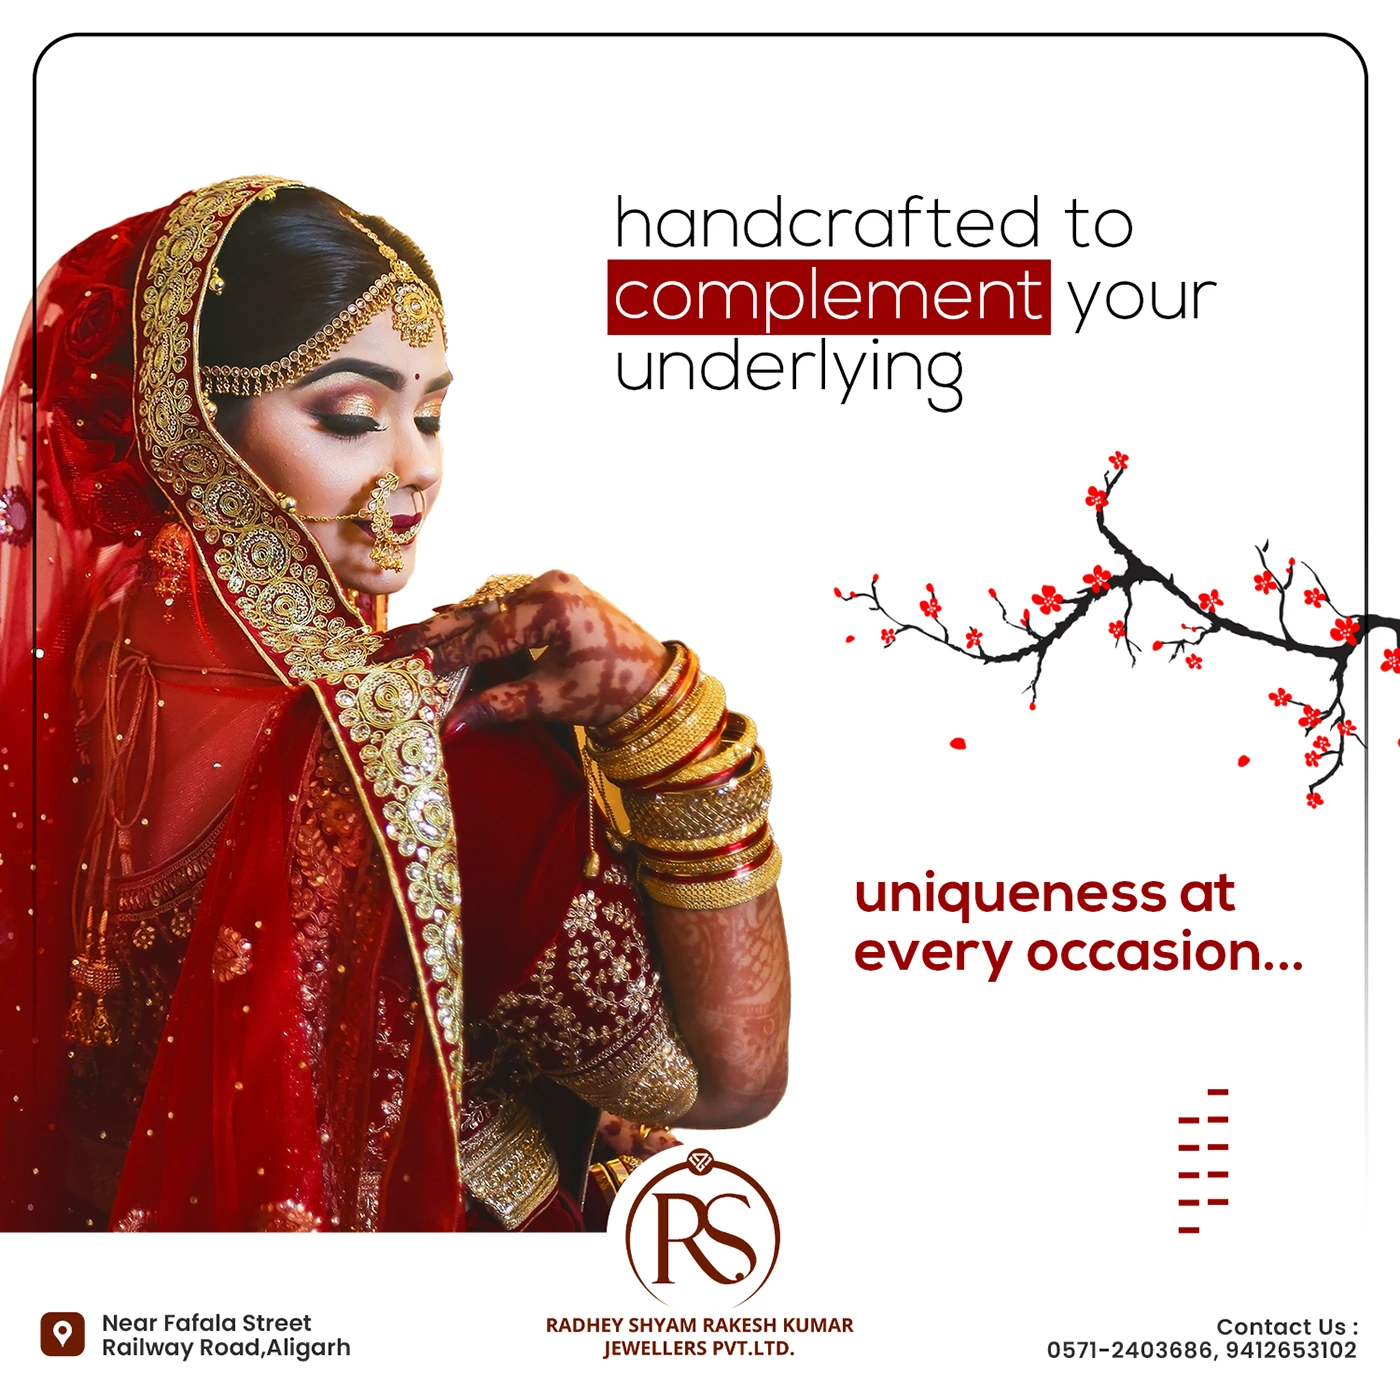 handcrafted to
complement your
underlying
uniqueness at
every occasion...
RS
RADHEY SHYAM RAKESH KUMAR
JEWELLERS PVT.LTD.
Near Fafala Street
Railway Road,Aligarh
Contact Us :
0571-2403686, 9412653102